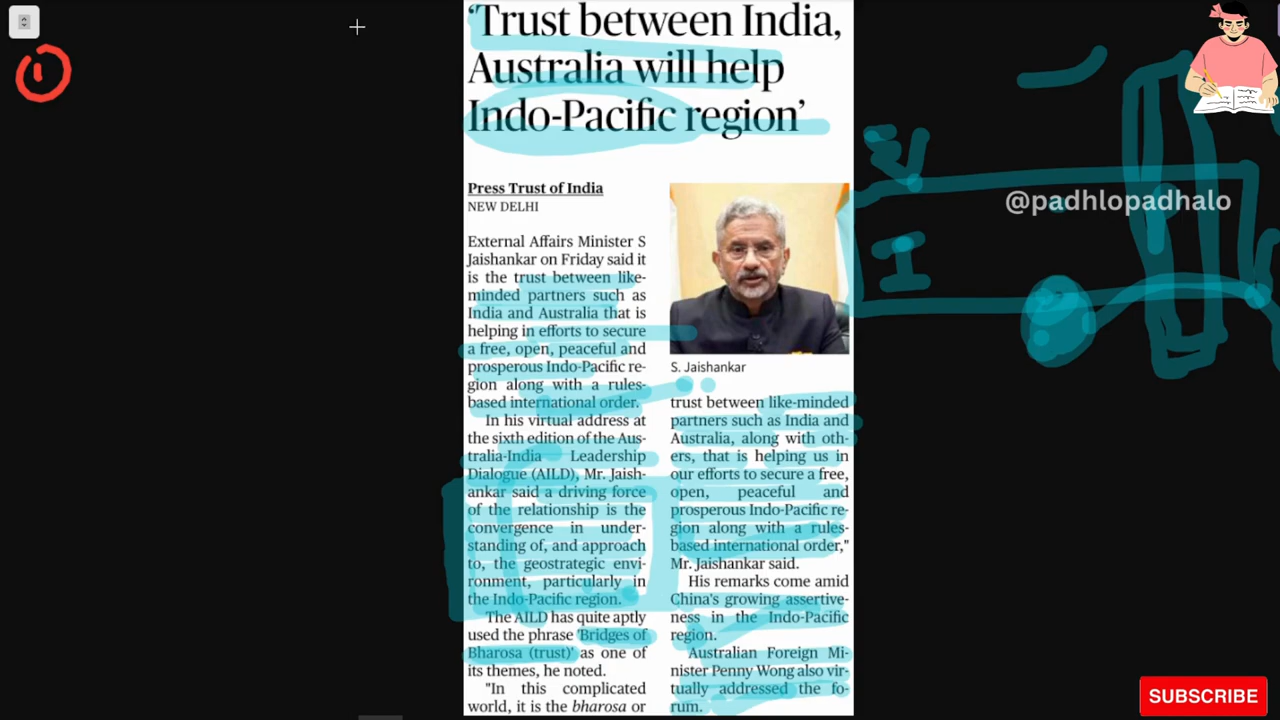 ‘Trust between India,
Australia will help
Indo-Pacific region’
Press Trust of India
NEW DELHI
External Affairs Minister S
Jaishankar on Friday said it
is the trust between like-
minded partners such as
India and Australia that is
helping in efforts to secure
a free, open, peaceful and
prosperous Indo-Pacific re-
gion along with a rules-
based international order.
In his virtual address at
the sixth edition of the Aus-
tralia-India Leadership
Dialogue (AILD), Mr. Jaish-
ankar said a driving force
of the relationship is the
convergence in under-
standing of, and approach
to, the geostrategic envi-
ronment, particularly in
the Indo-Pacific region.
The AILD has quite aptly
used the phrase 'Bridges of
Bharosa (trust)' as one of
its themes, he noted.
"In this complicated
world, it is the bharosa or
S. Jaishankar
trust between like-minded
partners such as India and
Australia, along with oth-
ers, that is helping us in
our efforts to secure a free,
open, peaceful and
prosperous Indo-Pacific re-
gion along with a rules-
based international order,"
Mr. Jaishankar said.
His remarks come amid
China's growing assertive-
ness in the Indo-Pacific
region.
Australian Foreign Mi-
nister Penny Wong also vir-
tually addressed the fo-
rum.
@padhlopadhalo
SUBSCRIBE